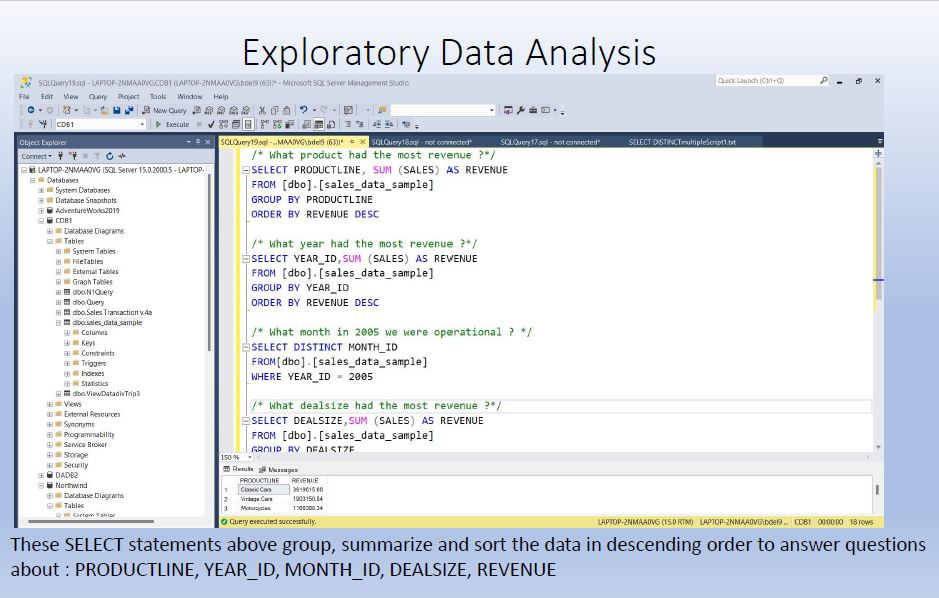 Exploratory Data Analysis
SQLQuery19.sql - LAPTOP-2NMAA0VG.CDB1 (LAPTOP-2NMAA0VG\bdel9 (63))* - Microsoft SQL Server Management Studio
Quick Launch (Ctrl+Q)
File Edit View Query Project Tools Window Help
New Query
CDB1 Execute
Object Explorer
Connect
LAPTOP-2NMAA0VG (SQL Server 15.0.2000.5 - LAPTOP-
Databases
System Databases
Database Snapshots
AdventureWorks2019
CDB1
Database Diagrams
Tables
System Tables
FileTables
External Tables
Graph Tables
dbo.N1Query
dbo.Query
dbo.Sales Transaction v.4a
dbo.sales_data_sample
Columns
Keys
Constraints
Triggers
Indexes
Statistics
dbo.ViewDatadivTrip3
Views
External Resources
Synonyms
Programmability
Service Broker
Storage
Security
DADB2
Northwind
Database Diagrams
Tables
System Tables
SQLQuery19.sql -...MAA0VG\bdel9 (63))* SQLQuery18.sql - not connected* SQLQuery17.sql - not connected* SELECT DISTINCTmultipleScript1.txt
/* What product had the most revenue ?*/
SELECT PRODUCTLINE, SUM (SALES) AS REVENUE
FROM [dbo].[sales_data_sample]
GROUP BY PRODUCTLINE
ORDER BY REVENUE DESC
/* What year had the most revenue ?*/
SELECT YEAR_ID,SUM (SALES) AS REVENUE
FROM [dbo].[sales_data_sample]
GROUP BY YEAR_ID
ORDER BY REVENUE DESC
/* What month in 2005 we were operational ? */
SELECT DISTINCT MONTH_ID
FROM[dbo].[sales_data_sample]
WHERE YEAR_ID = 2005
/* What dealsize had the most revenue ?*/
SELECT DEALSIZE,SUM (SALES) AS REVENUE
FROM [dbo].[sales_data_sample]
GROUP BY DEALSIZE
150 %
Results Messages
PRODUCTLINE REVENUE
1 Classic Cars 3919615.66
2 Vintage Cars 1903150.84
3 Motorcycles 1166388.34
Query executed successfully. LAPTOP-2NMAA0VG (15.0 RTM) LAPTOP-2NMAA0VG\bdel9 ... CDB1 00:00:00 18 rows
These SELECT statements above group, summarize and sort the data in descending order to answer questions
about : PRODUCTLINE, YEAR_ID, MONTH_ID, DEALSIZE, REVENUE